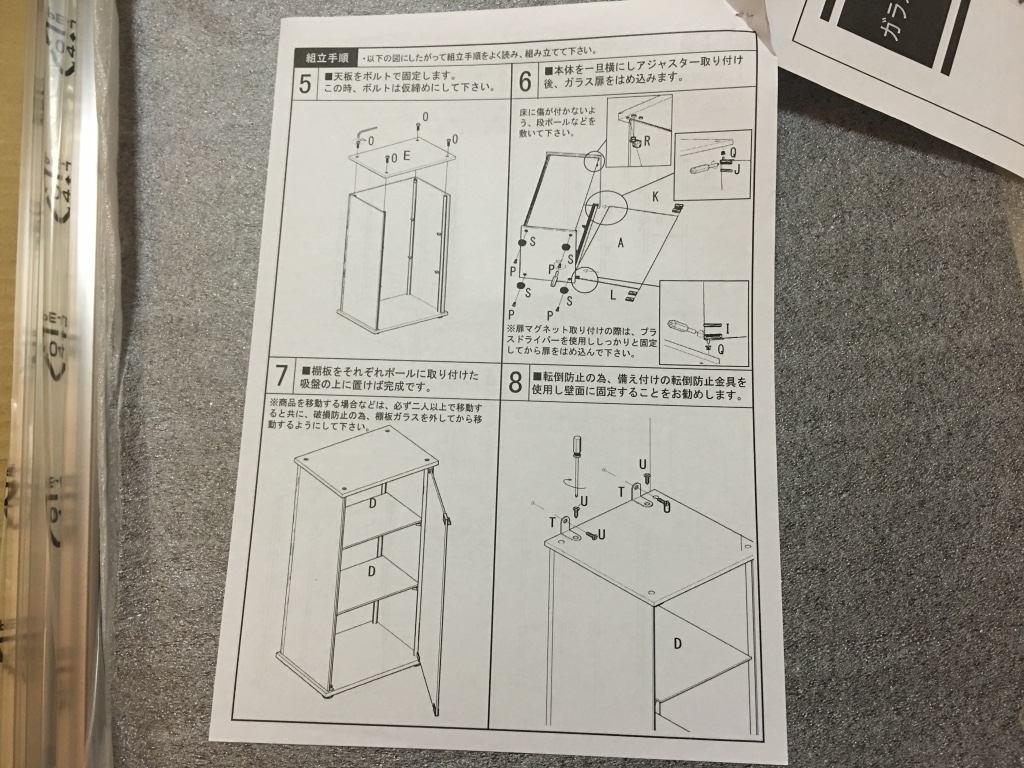 組立手順 ・以下の図にしたがって組立手順をよく読み、組み立てて下さい。
5 ■天板をボルトで固定します。
この時、ボルトは仮締めにして下さい。
O
O
O
O E
6 ■本体を一旦横にしアジャスター取り付け
後、ガラス扉をはめ込みます。
床に傷が付かないよ
う、段ボールなどを
敷いて下さい。
R
Q
J
K
A
S
S
P
P
S
S
P
P
L
I
Q
※扉マグネット取り付けの際は、プラ
スドライバーを使用ししっかりと固定
してから扉をはめ込んで下さい。
7 ■棚板をそれぞれポールに取り付けた
吸盤の上に置けば完成です。
※商品を移動する場合などは、必ず二人以上で移動す
ると共に、破損防止の為、棚板ガラスを外してから移
動するようにして下さい。
D
D
8 ■転倒防止の為、備え付けの転倒防止金具を
使用し壁面に固定することをお勧めします。
U
T
U
T
U
D
ガラ